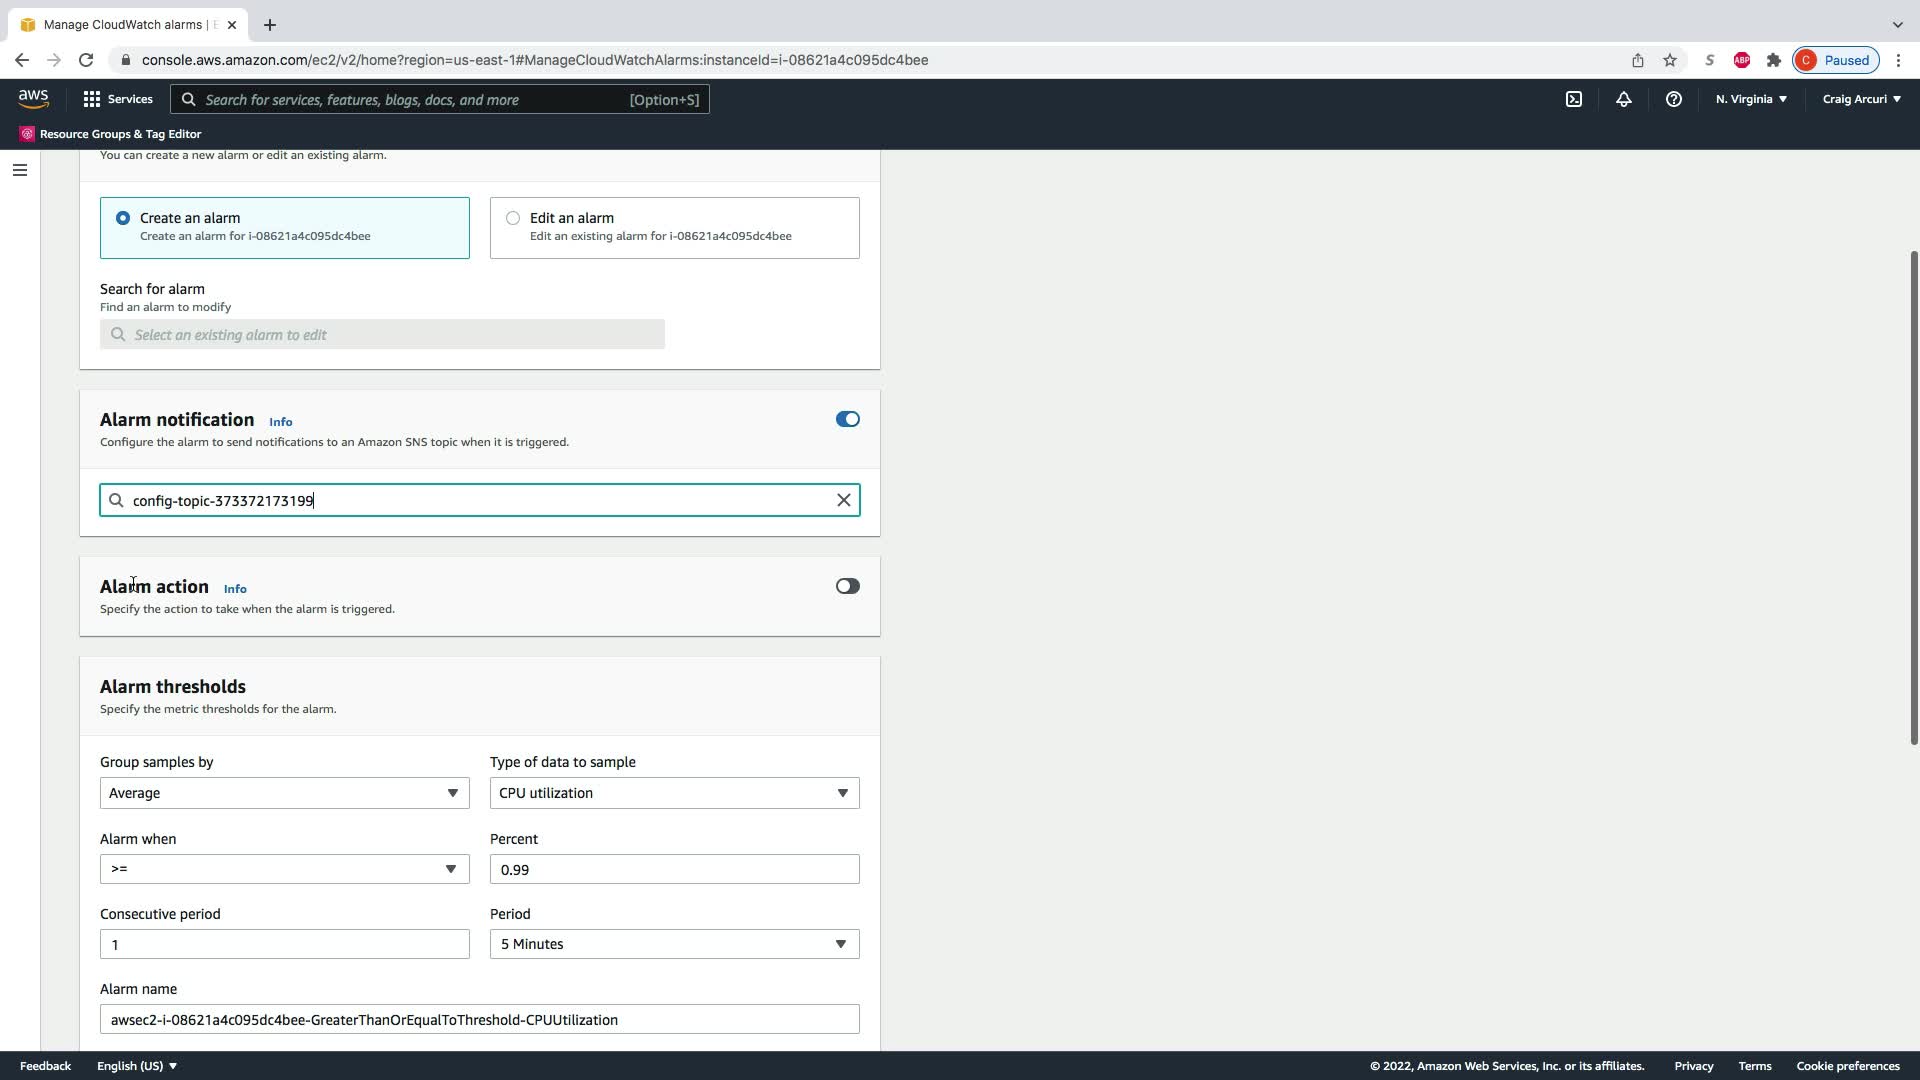 Manage CloudWatch alarms | E
console.aws.amazon.com/ec2/v2/home?region=us-east-1#ManageCloudWatchAlarms:instanceId=i-08621a4c095dc4bee
S
ABP
C Paused
aws
Services
Search for services, features, blogs, docs, and more [Option+S]
N. Virginia
Craig Arcuri
Resource Groups & Tag Editor
You can create a new alarm or edit an existing alarm.
Create an alarm
Create an alarm for i-08621a4c095dc4bee
Edit an alarm
Edit an existing alarm for i-08621a4c095dc4bee
Search for alarm
Find an alarm to modify
Select an existing alarm to edit
Alarm notification Info
Configure the alarm to send notifications to an Amazon SNS topic when it is triggered.
config-topic-373372173199
Alarm action Info
Specify the action to take when the alarm is triggered.
Alarm thresholds
Specify the metric thresholds for the alarm.
Group samples by
Average
Type of data to sample
CPU utilization
Alarm when
>=
Percent
0.99
Consecutive period
1
Period
5 Minutes
Alarm name
awsec2-i-08621a4c095dc4bee-GreaterThanOrEqualToThreshold-CPUUtilization
Feedback
English (US)
© 2022, Amazon Web Services, Inc. or its affiliates.
Privacy
Terms
Cookie preferences